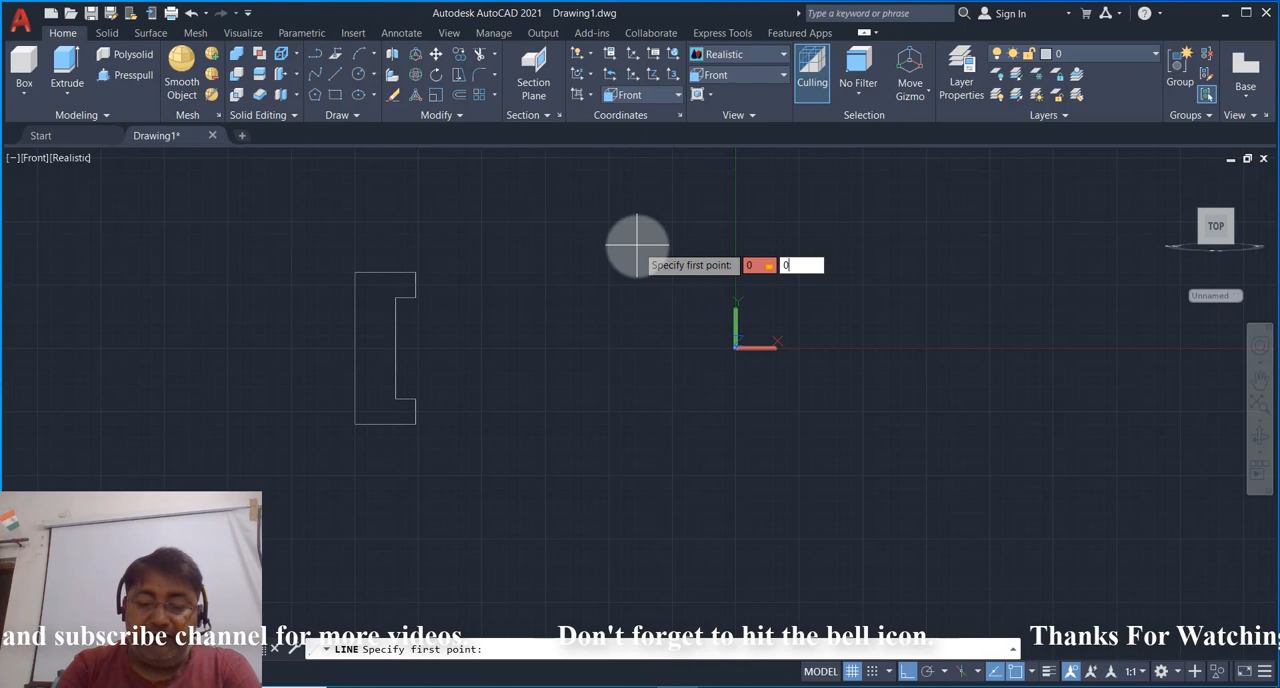 Autodesk AutoCAD 2021 Drawing1.dwg
Type a keyword or phrase
Sign In
Home Solid Surface Mesh Visualize Parametric Insert Annotate View Manage Output Add-ins Collaborate Express Tools Featured Apps
Box
Extrude
Polysolid
Presspull
Smooth
Object
Section
Plane
Front
Realistic
Front
Culling
No Filter
Move
Gizmo
Layer
Properties
0
Group
Base
Modeling
Mesh
Solid Editing
Draw
Modify
Section
Coordinates
View
Selection
Layers
Groups
View
Start
Drawing1*
[−][Front][Realistic]
TOP
Specify first point: 0 0
Y
X
Unnamed
and subscribe channel for more videos. Don't forget to hit the bell icon. Thanks For Watching
LINE Specify first point:
MODEL
1:1